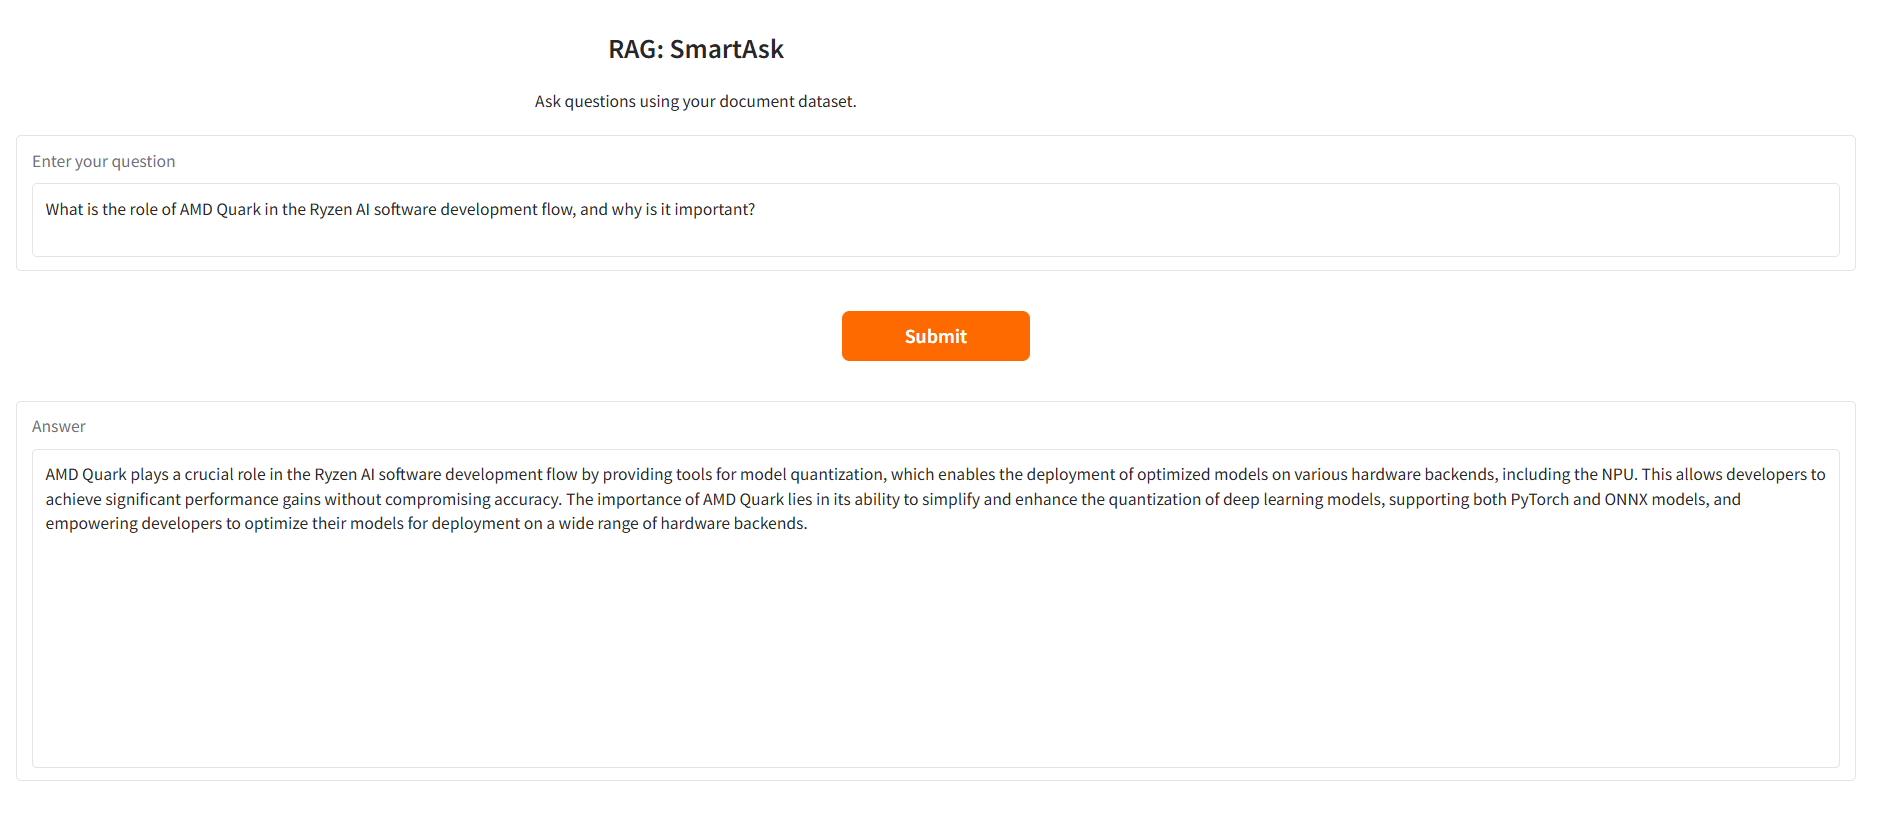 RAG: SmartAsk
Ask questions using your document dataset.
Enter your question
What is the role of AMD Quark in the Ryzen AI software development flow, and why is it important?
Submit
Answer
AMD Quark plays a crucial role in the Ryzen AI software development flow by providing tools for model quantization, which enables the deployment of optimized models on various hardware backends, including the NPU. This allows developers to
achieve significant performance gains without compromising accuracy. The importance of AMD Quark lies in its ability to simplify and enhance the quantization of deep learning models, supporting both PyTorch and ONNX models, and
empowering developers to optimize their models for deployment on a wide range of hardware backends.